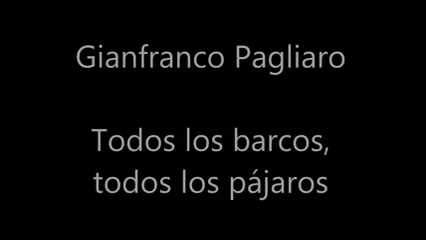 Gianfranco Pagliaro
Todos los barcos,
todos los pájaros